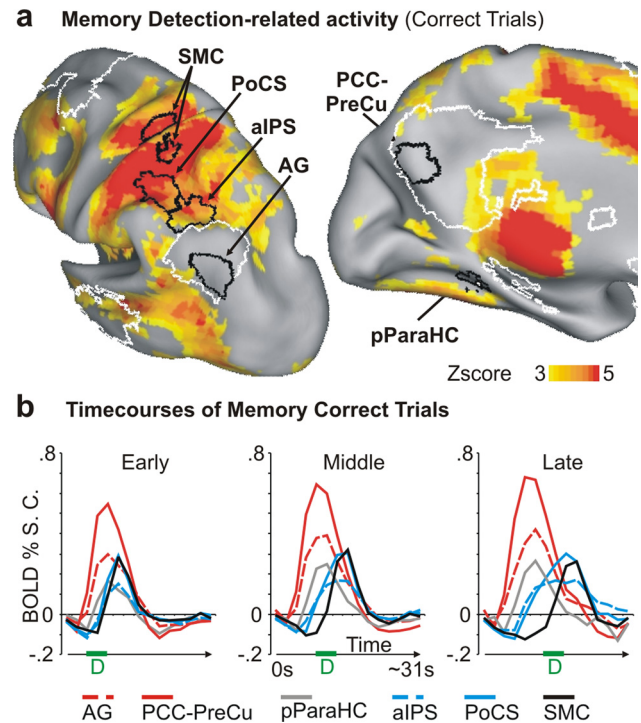 a Memory Detection-related activity (Correct Trials)
SMC
PoCS
aIPS
AG
PCC-
PreCu
pParaHC
Zscore 3 5
b Timecourses of Memory Correct Trials
Early Middle Late
.8 .8 .8
BOLD % S. C.
0 0 0
-.2 -.2 -.2
Time
D D D
0s ~31s
AG PCC-PreCu pParaHC aIPS PoCS SMC